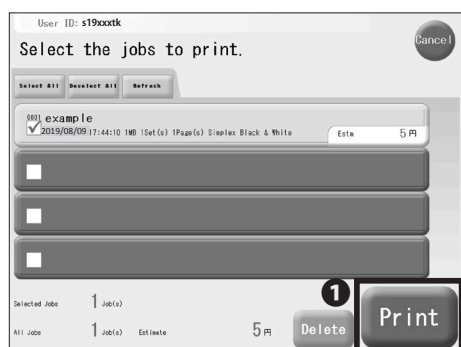 User ID: s19xxxtk
Select the jobs to print.
Cancel
Select All Deselect All Refresh
0001 example
2019/08/09 17:44:10 1MB 1Set(s) 1Page(s) Simplex Black & White Estm 5円
Selected Jobs 1 Job(s)
All Jobs 1 Job(s) Estimate 5円
Delete
1
Print